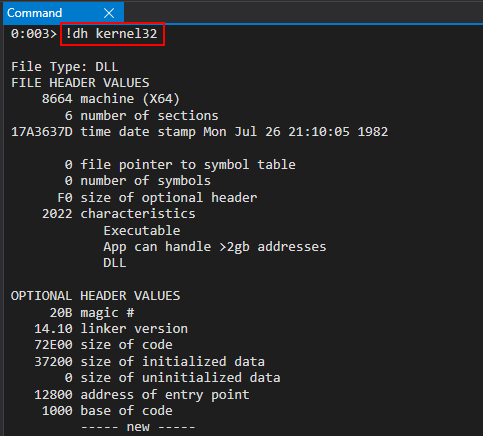 Command
0:003> !dh kernel32
File Type: DLL
FILE HEADER VALUES
8664 machine (X64)
6 number of sections
17A3637D time date stamp Mon Jul 26 21:10:05 1982
0 file pointer to symbol table
0 number of symbols
F0 size of optional header
2022 characteristics
Executable
App can handle >2gb addresses
DLL
OPTIONAL HEADER VALUES
20B magic #
14.10 linker version
72E00 size of code
37200 size of initialized data
0 size of uninitialized data
12800 address of entry point
1000 base of code
----- new -----